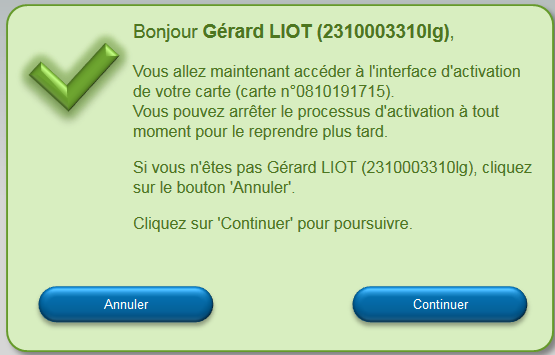 Bonjour Gérard LIOT (2310003310lg),
Vous allez maintenant accéder à l'interface d'activation
de votre carte (carte n°0810191715).
Vous pouvez arrêter le processus d'activation à tout
moment pour le reprendre plus tard.
Si vous n'êtes pas Gérard LIOT (2310003310lg), cliquez
sur le bouton 'Annuler'.
Cliquez sur 'Continuer' pour poursuivre.
Annuler
Continuer